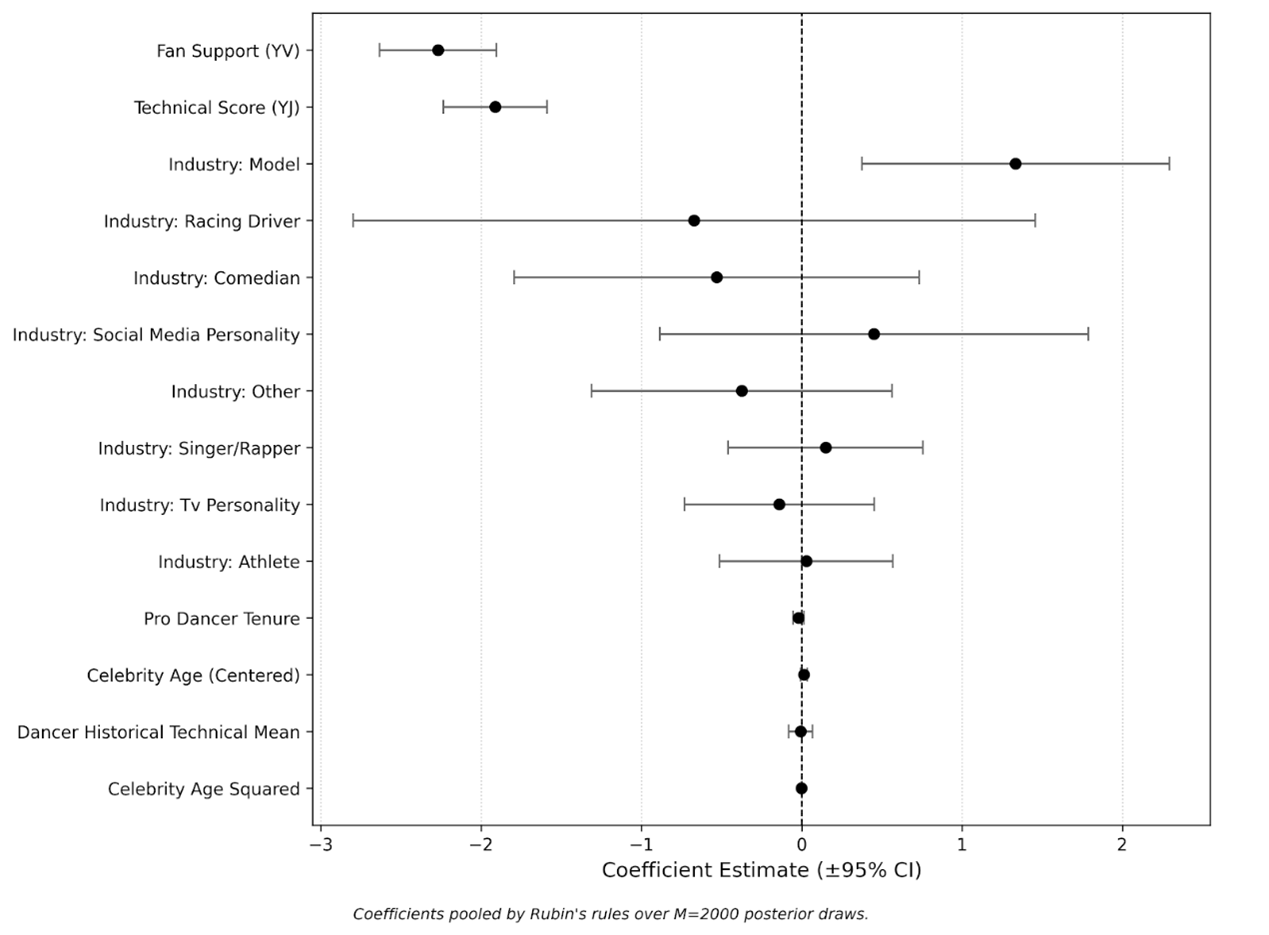 Fan Support (YV)
Technical Score (YJ)
Industry: Model
Industry: Racing Driver
Industry: Comedian
Industry: Social Media Personality
Industry: Other
Industry: Singer/Rapper
Industry: Tv Personality
Industry: Athlete
Pro Dancer Tenure
Celebrity Age (Centered)
Dancer Historical Technical Mean
Celebrity Age Squared
−3 −2 −1 0 1 2
Coefficient Estimate (±95% CI)
Coefficients pooled by Rubin's rules over M=2000 posterior draws.